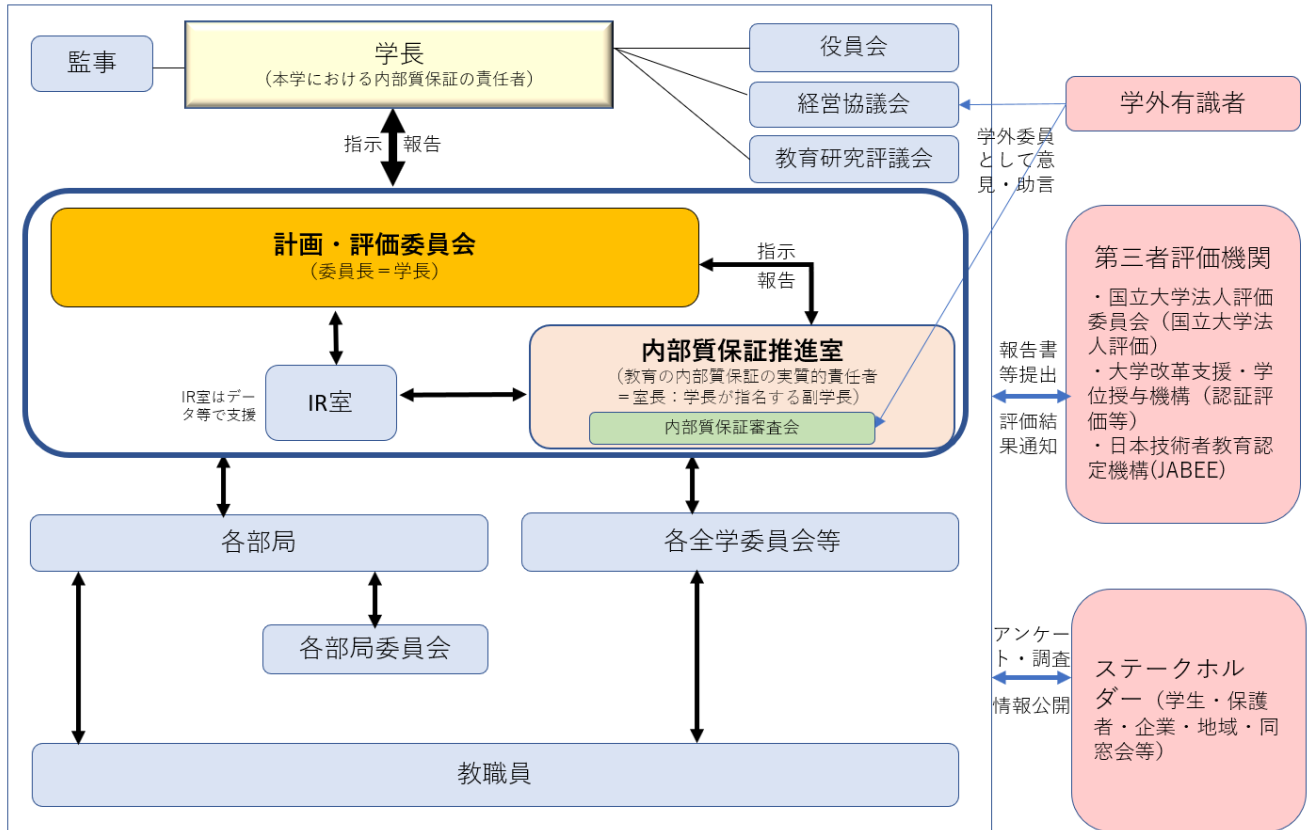 監事
学長
（本学における内部質保証の責任者）
役員会
経営協議会
教育研究評議会
学外有識者
学外委員
として意
見・助言
指示
報告
計画・評価委員会
（委員長＝学長）
指示
報告
内部質保証推進室
（教育の内部質保証の実質的責任者
＝室長：学長が指名する副学長）
内部質保証審査会
IR室はデー
タ等で支援
IR室
第三者評価機関
・国立大学法人評価
委員会（国立大学法
人評価）
・大学改革支援・学
位授与機構（認証評
価等）
・日本技術者教育認
定機構(JABEE)
報告書
等提出
評価結
果通知
各部局
各全学委員会等
各部局委員会
アンケー
ト・調査
情報公開
ステークホル
ダー（学生・保護
者・企業・地域・同
窓会等）
教職員